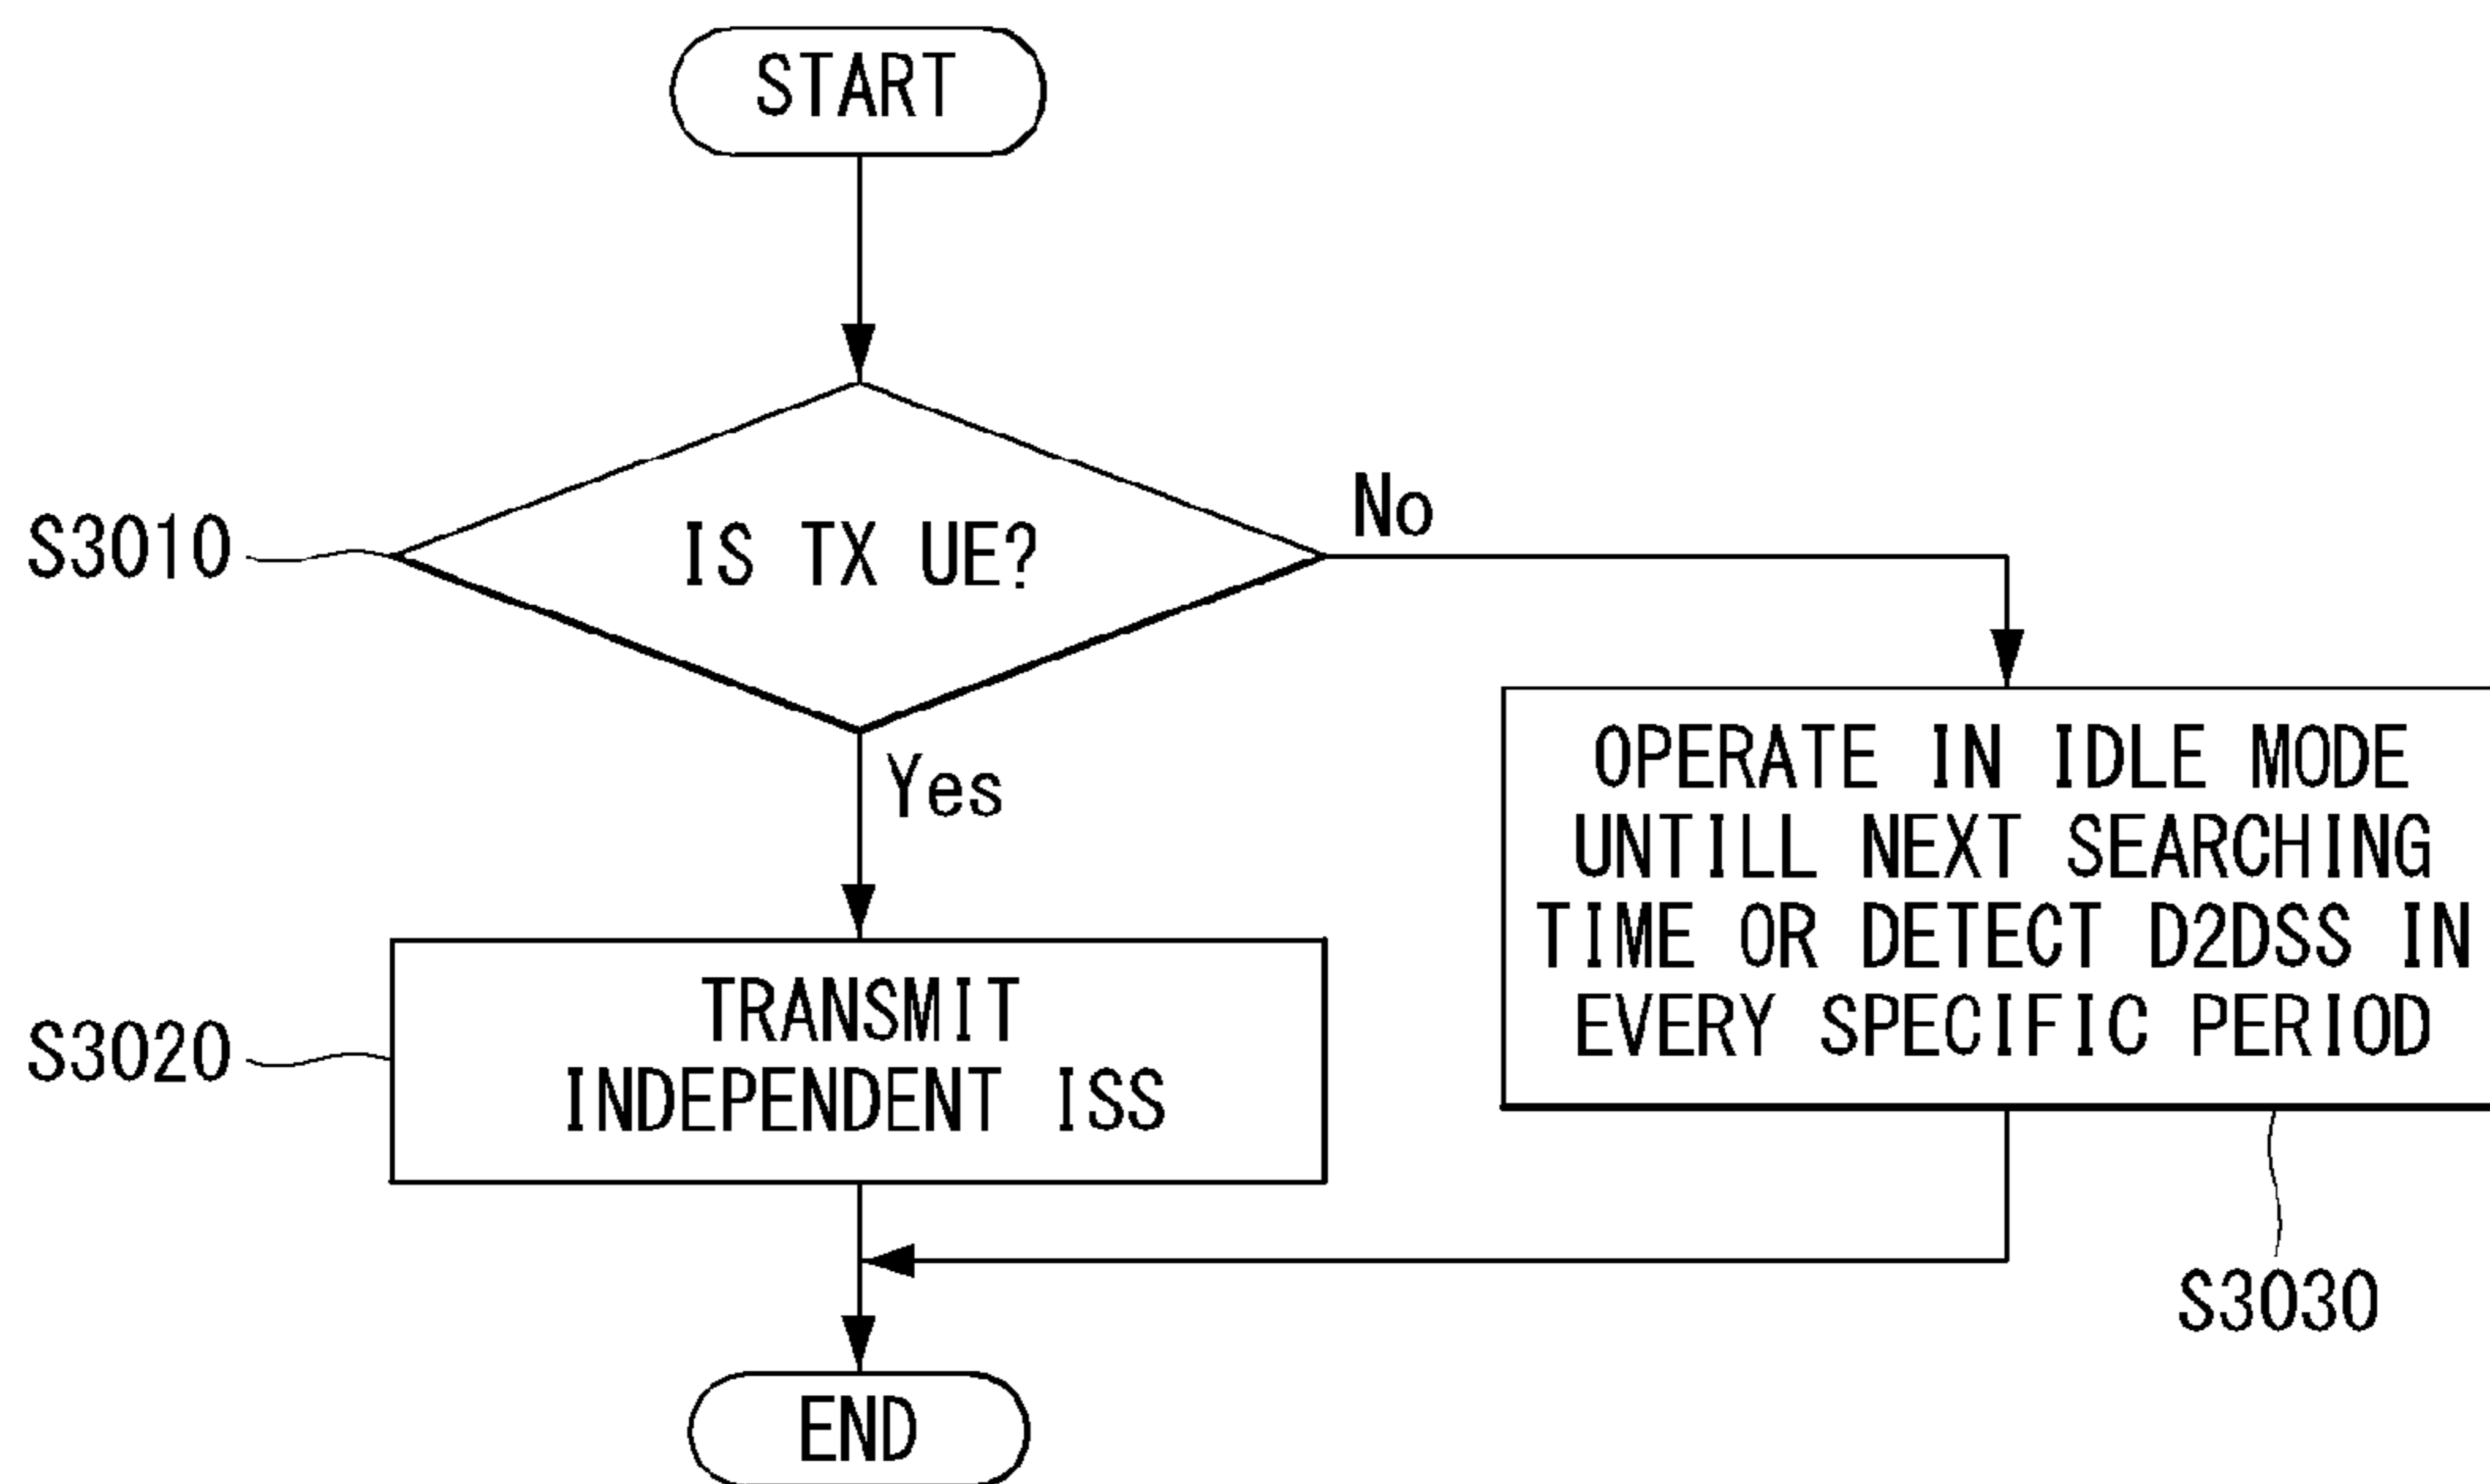 START
IS TX UE?
S3010
No
Yes
OPERATE IN IDLE MODE
UNTILL NEXT SEARCHING
TIME OR DETECT D2DSS IN
EVERY SPECIFIC PERIOD
TRANSMIT
INDEPENDENT ISS
S3020
S3030
END